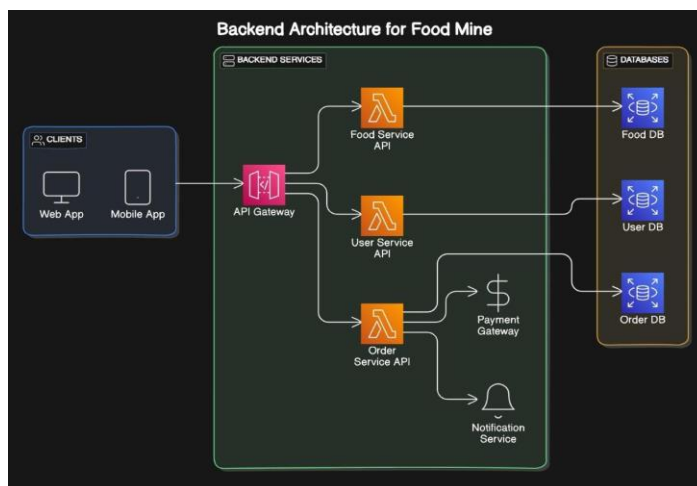 Backend Architecture for Food Mine
CLIENTS
Web App
Mobile App
BACKEND SERVICES
API Gateway
Food Service
API
User Service
API
Order
Service API
Payment
Gateway
Notification
Service
DATABASES
Food DB
User DB
Order DB